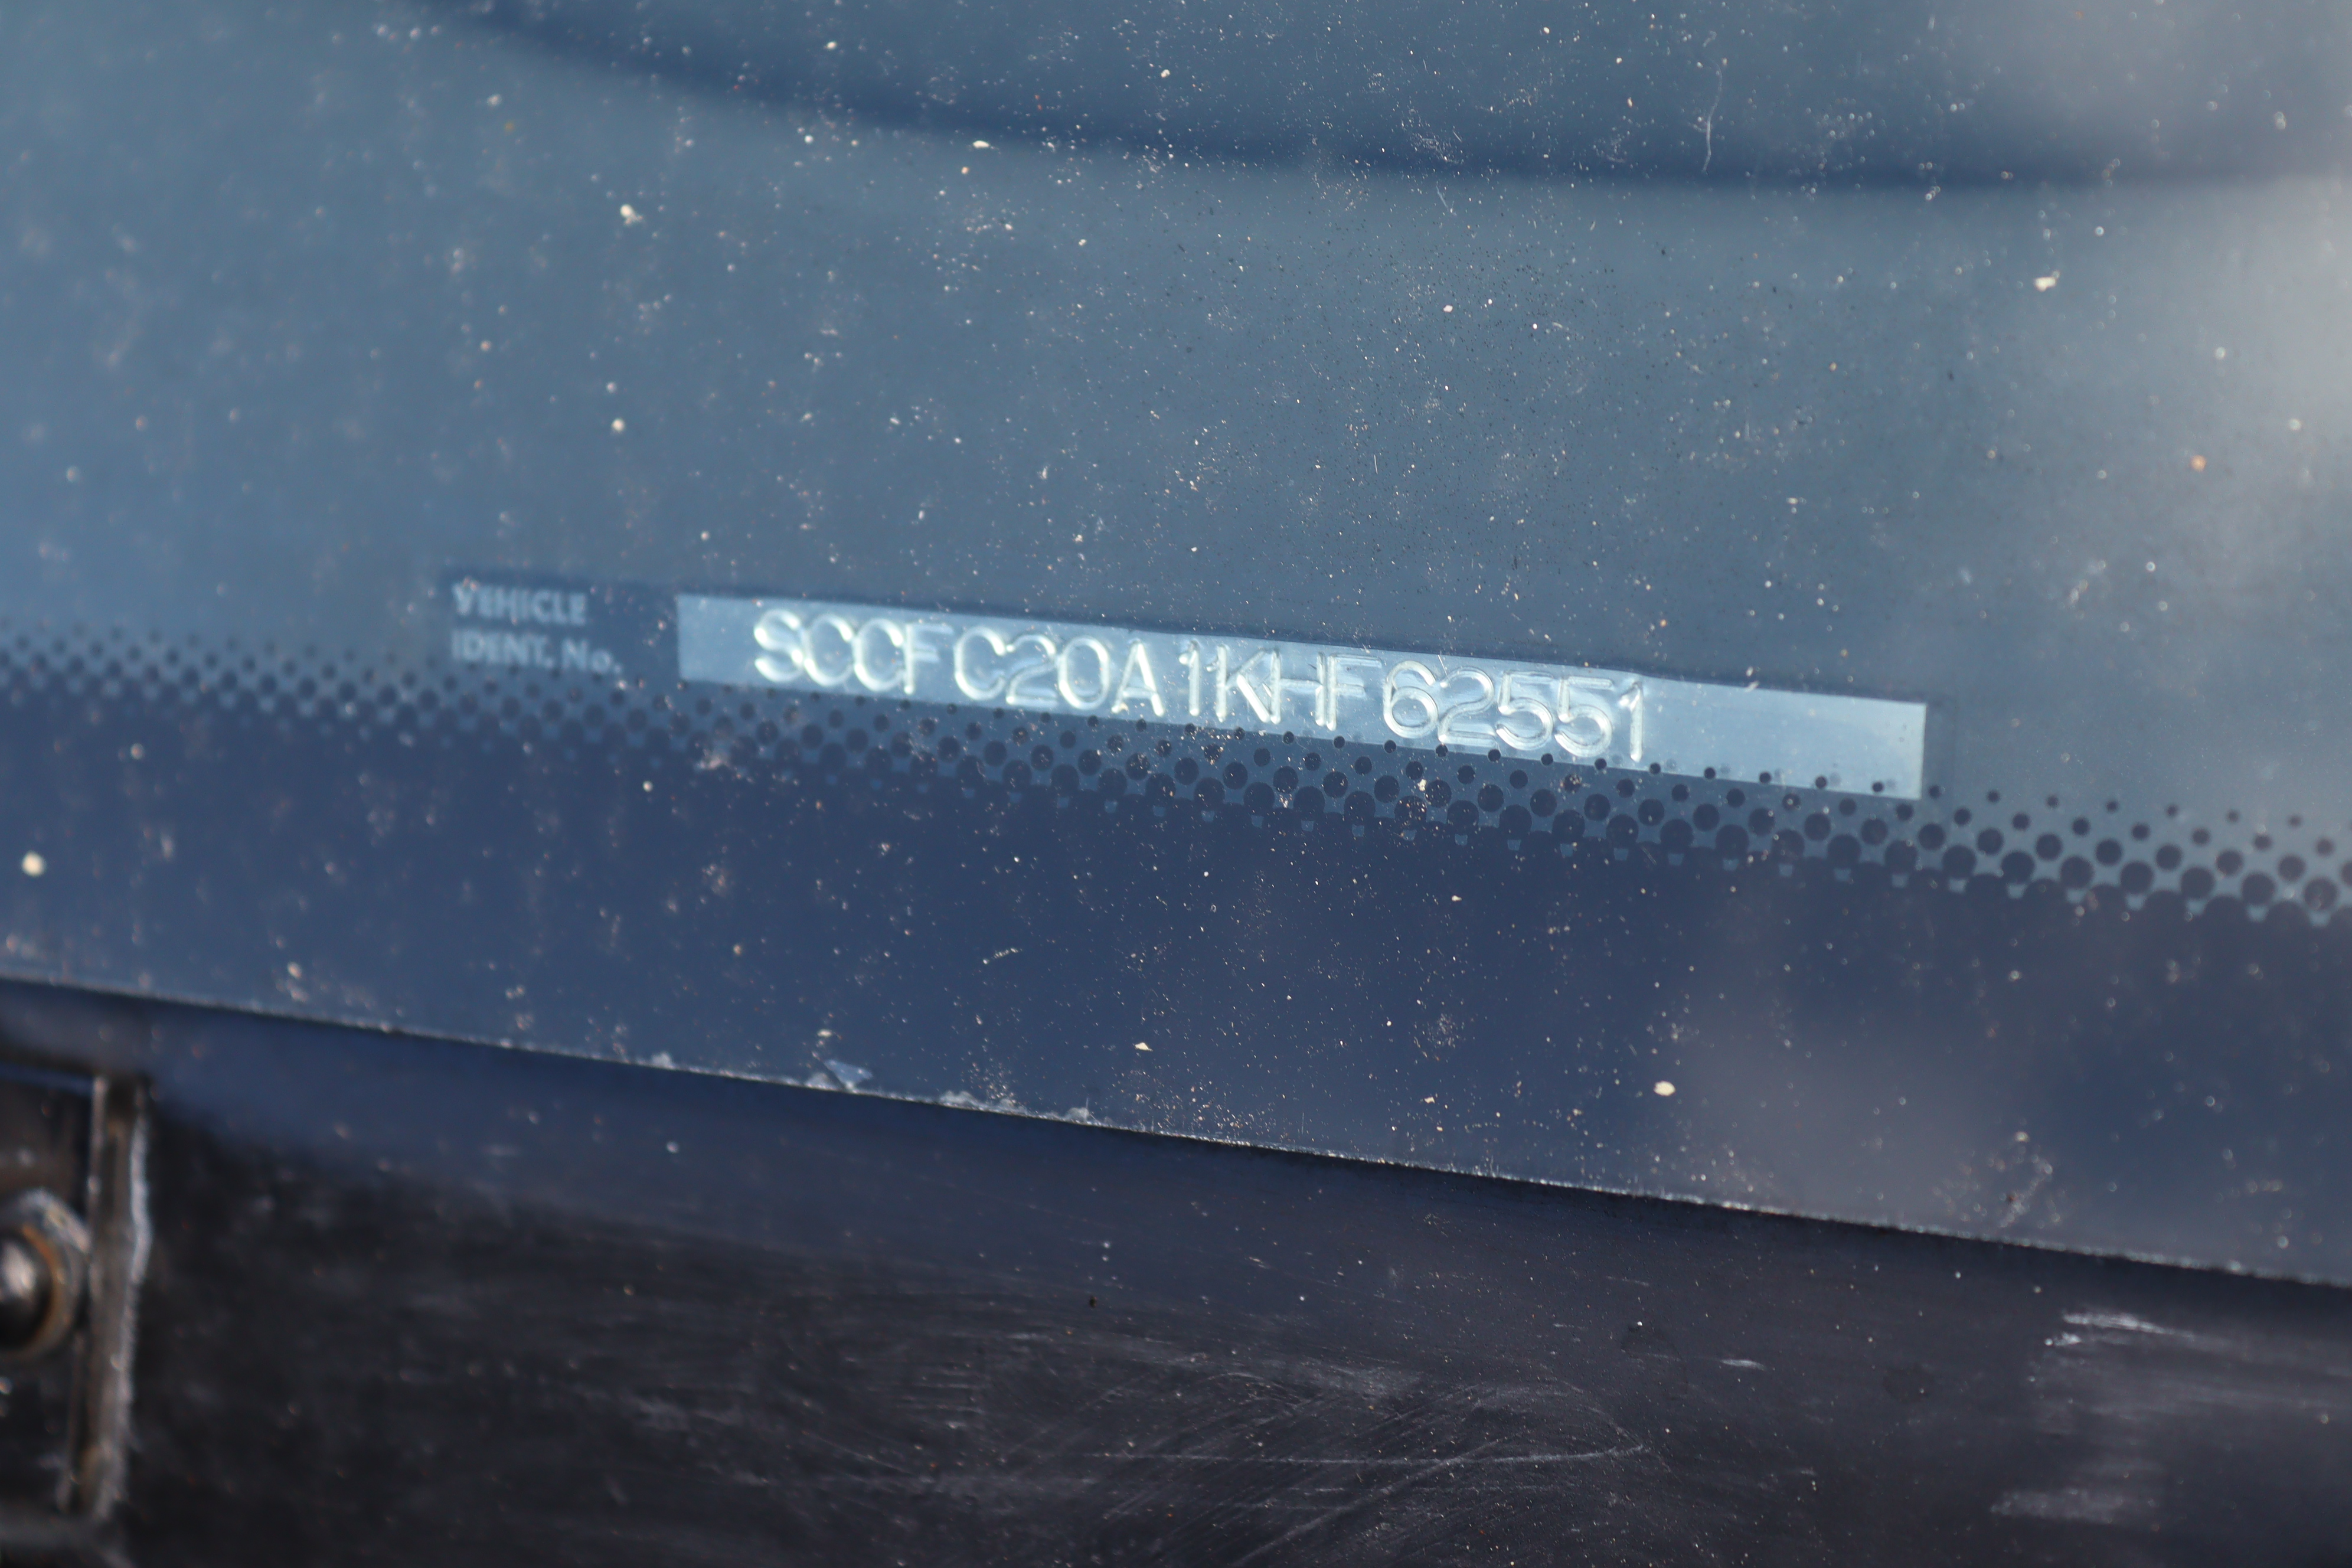 VEHICLE
IDENT. No.
SCCFC20A1KHF62551